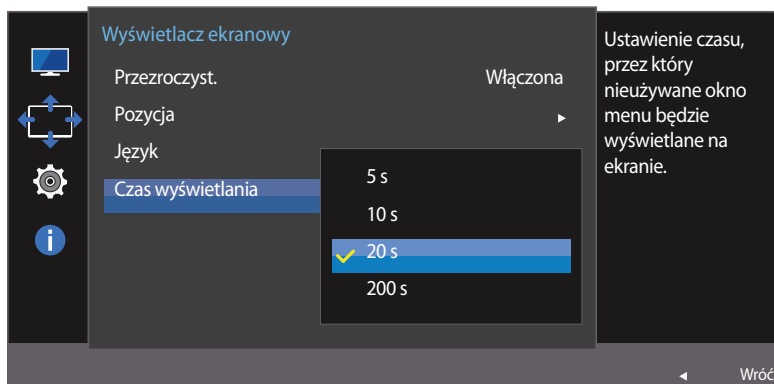 Wyświetlacz ekranowy
Przezroczyst. Włączona
Pozycja
Język
Czas wyświetlania
5 s
10 s
20 s
200 s
Ustawienie czasu,
przez który
nieużywane okno
menu będzie
wyświetlane na
ekranie.
Wróć